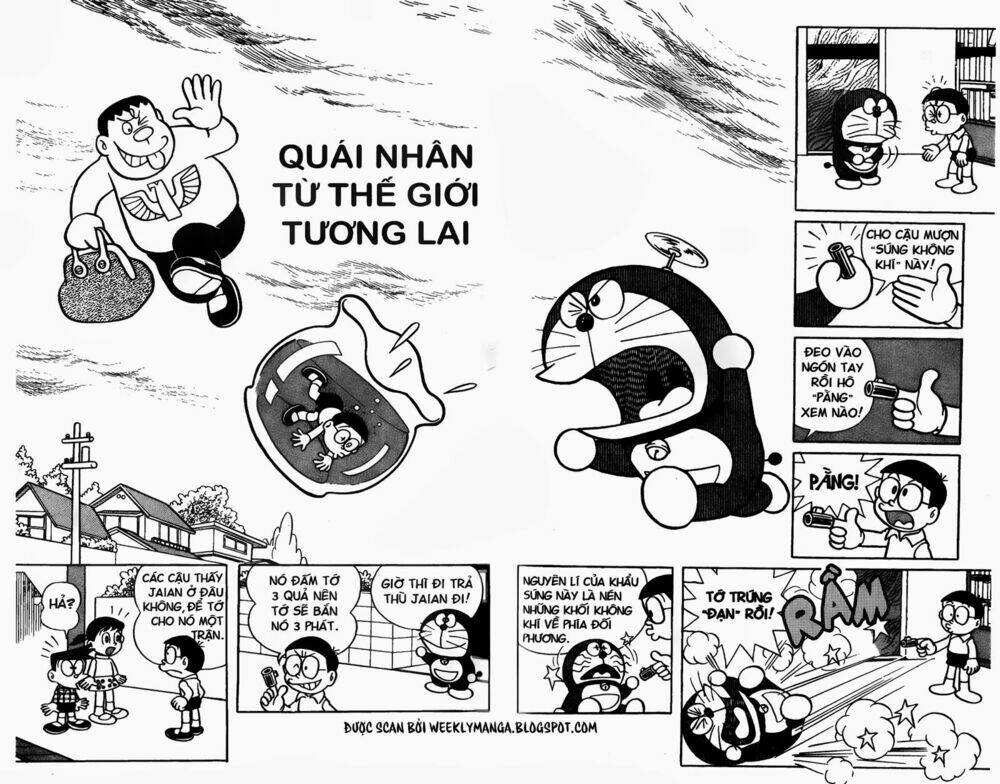 QUÁI NHÂN
TỪ THẾ GIỚI
TƯƠNG LAI
CHO CẬU MƯỢN
"SÚNG KHÔNG
KHÍ" NÀY!
ĐEO VÀO
NGÓN TAY
RỒI HÔ
"PẰNG"
XEM NÀO!
PẰNG!
TỚ TRÚNG
"ĐẠN" RỒI!
RẦM
NGUYÊN LÍ CỦA KHẨU
SÚNG NÀY LÀ NÉN
NHỮNG KHỐI KHÔNG
KHÍ VỀ PHÍA ĐỐI
PHƯƠNG.
GIỜ THÌ ĐI TRẢ
THÙ JAIAN ĐI!
NÓ ĐẤM TỚ
3 QUẢ NÊN
TỚ SẼ BẮN
NÓ 3 PHÁT.
CÁC CẬU THẤY
JAIAN Ở ĐÂU
KHÔNG, ĐỂ TỚ
CHO NÓ MỘT
TRẬN.
HẢ?
ĐƯỢC SCAN BỞI WEEKLYMANGA.BLOGSPOT.COM